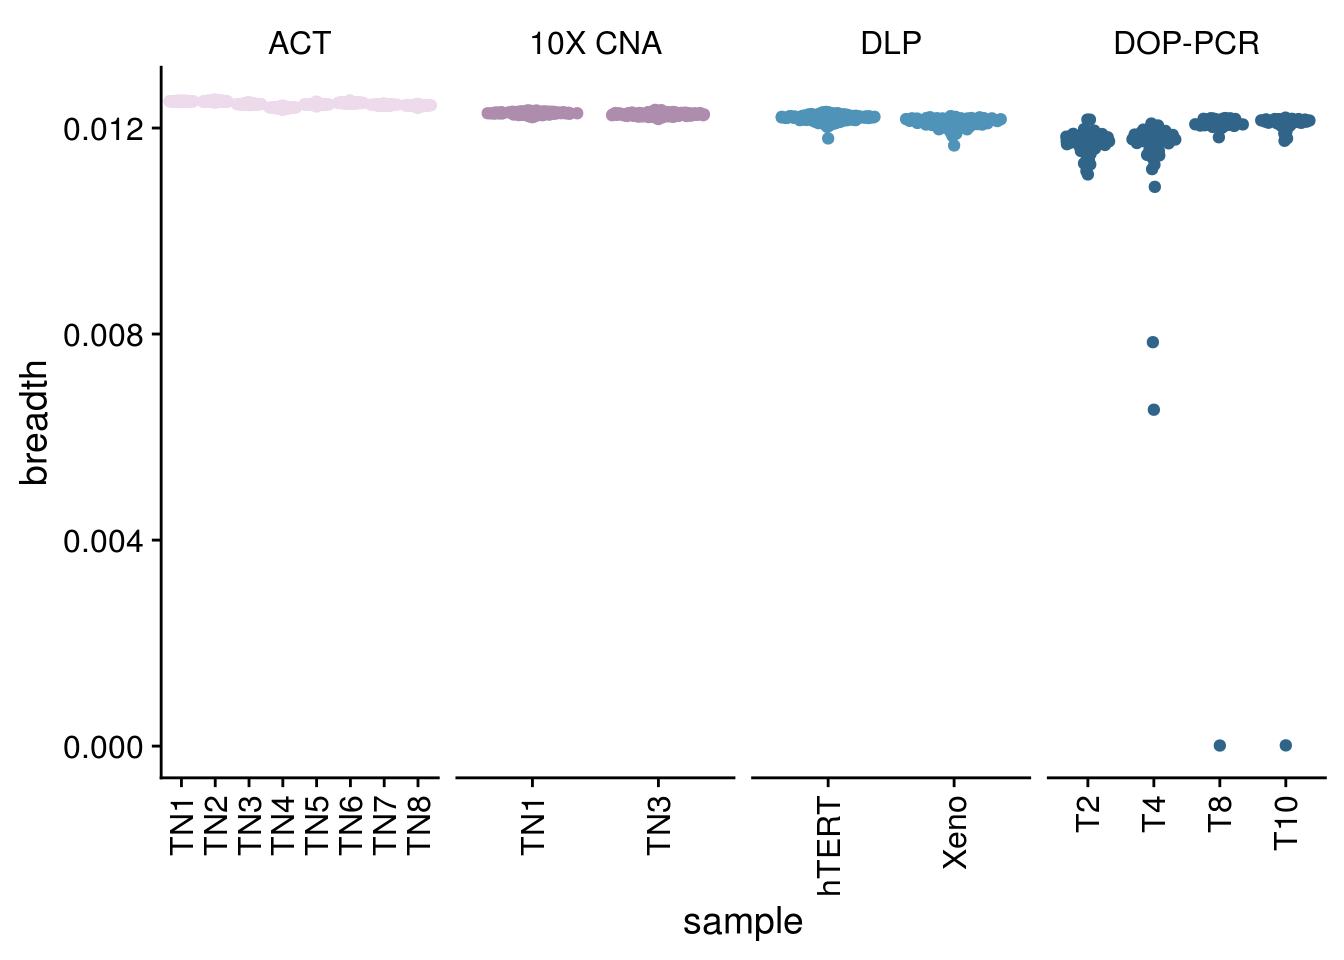 ACT 10X CNA DLP DOP-PCR
breadth
0.012
0.008
0.004
0.000
TN1 TN2 TN3 TN4 TN5 TN6 TN7 TN8 TN1 TN3 hTERT Xeno T2 T4 T8 T10
sample